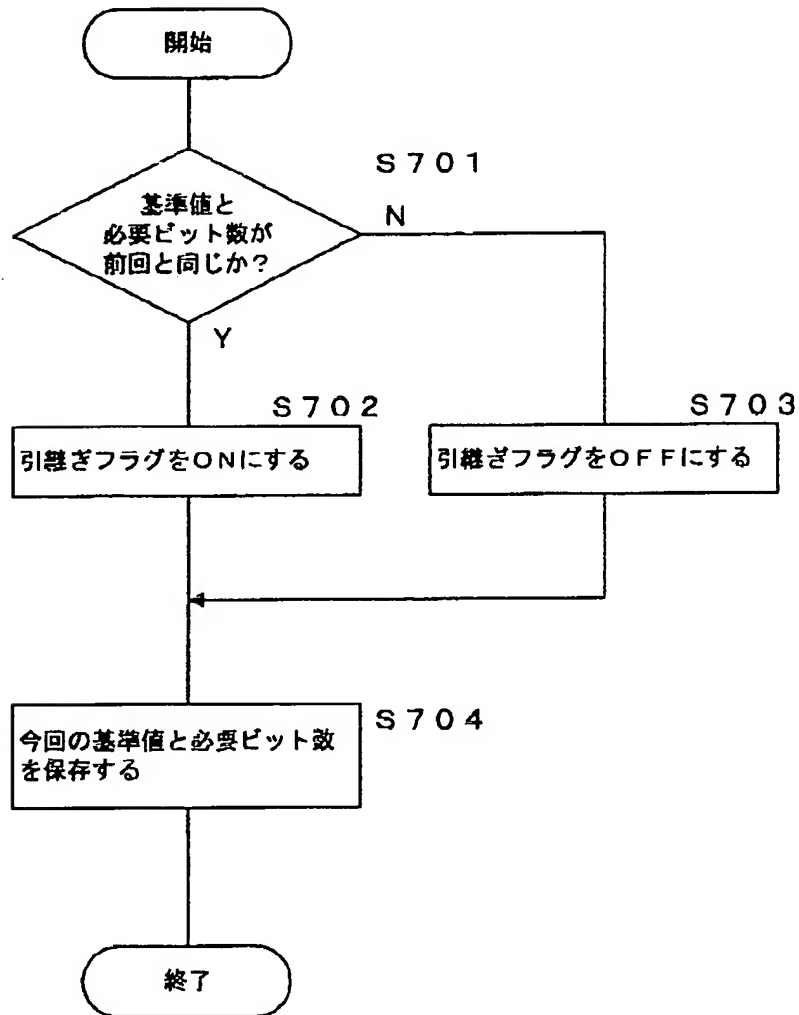 開始
S701
基準値と
必要ビット数が
前回と同じか?
N
Y
S702
引継ぎフラグをONにする
S703
引継ぎフラグをOFFにする
S704
今回の基準値と必要ビット数
を保存する
終了